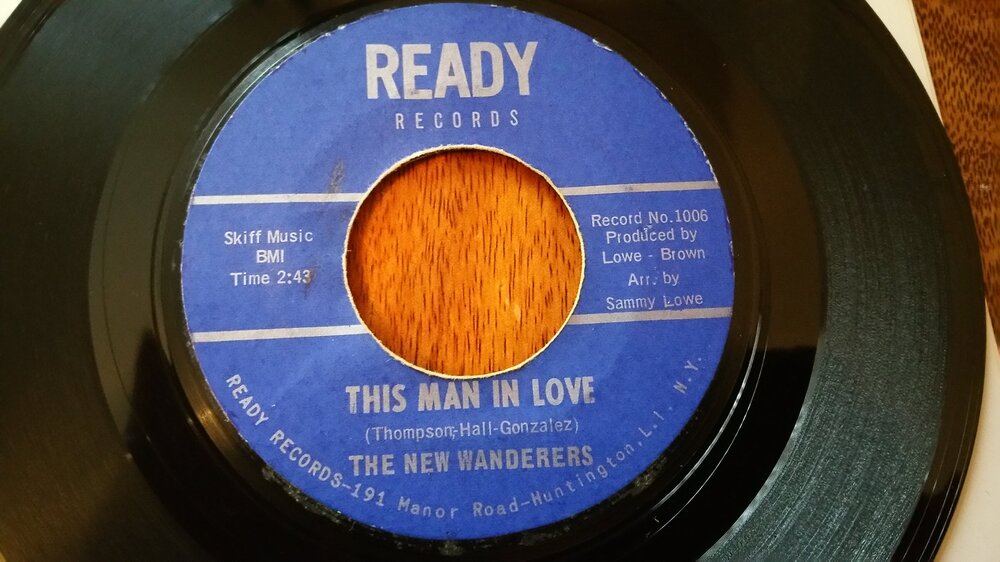 READY
RECORDS
Skiff Music
BMI
Time 2:43
Record No.1006
Produced by
Lowe - Brown
Arr. by
Sammy Lowe
THIS MAN IN LOVE
(Thompson-Hall-Gonzalez)
THE NEW WANDERERS
READY RECORDS-191 Manor Road-Huntington, L.I. N.Y.